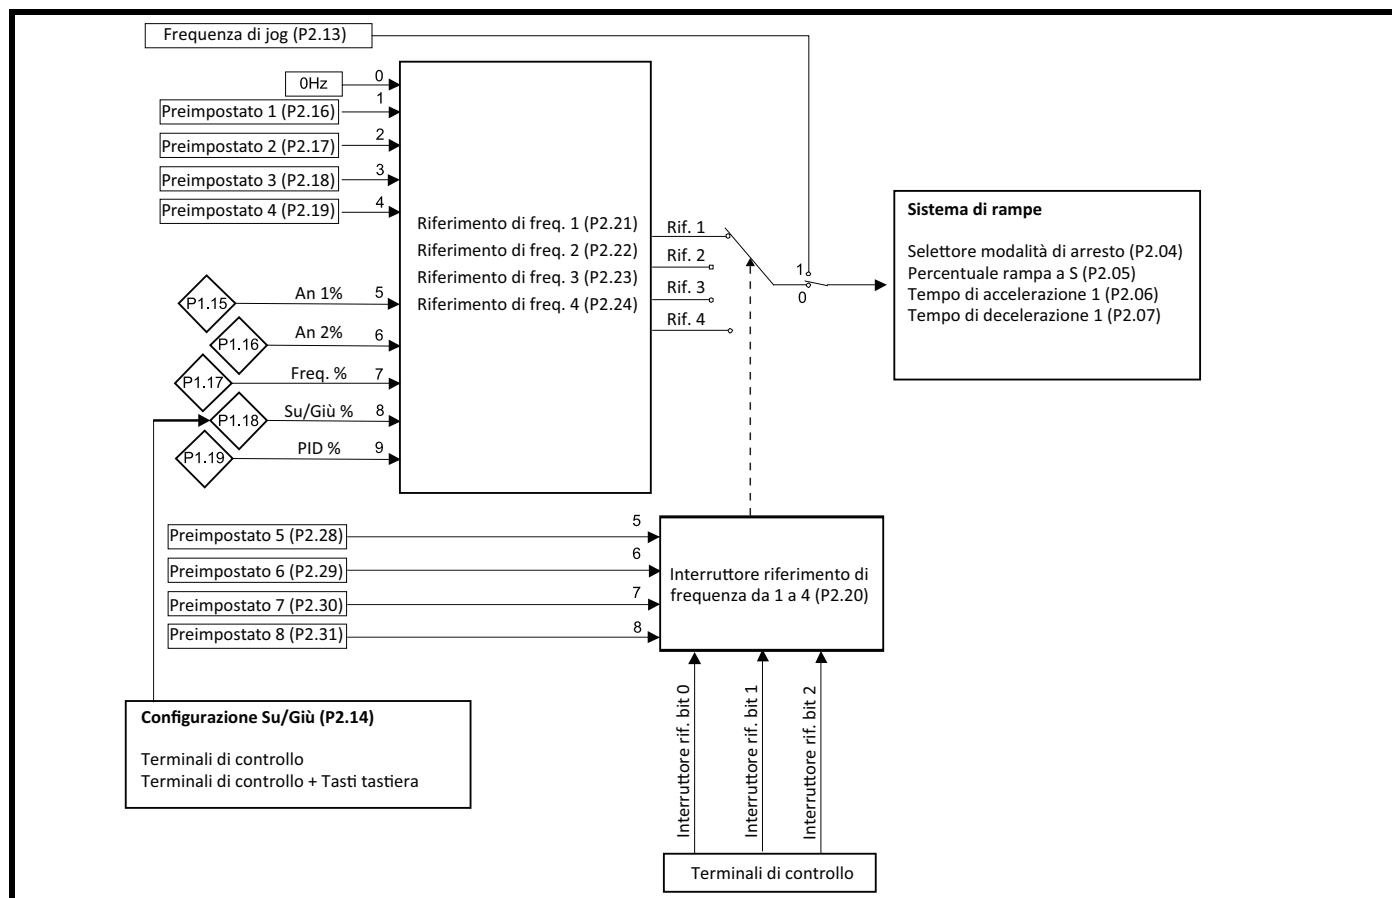 Frequenza di jog (P2.13)
0Hz
0
Preimpostato 1 (P2.16)
1
Preimpostato 2 (P2.17)
2
Preimpostato 3 (P2.18)
3
Preimpostato 4 (P2.19)
4
P1.15
An 1%
5
P1.16
An 2%
6
P1.17
Freq. %
7
P1.18
Su/Giù %
8
P1.19
PID %
9
Riferimento di freq. 1 (P2.21)
Riferimento di freq. 2 (P2.22)
Riferimento di freq. 3 (P2.23)
Riferimento di freq. 4 (P2.24)
Rif. 1
Rif. 2
Rif. 3
Rif. 4
1
0
Sistema di rampe
Selettore modalità di arresto (P2.04)
Percentuale rampa a S (P2.05)
Tempo di accelerazione 1 (P2.06)
Tempo di decelerazione 1 (P2.07)
Preimpostato 5 (P2.28)
5
Preimpostato 6 (P2.29)
6
Preimpostato 7 (P2.30)
7
Preimpostato 8 (P2.31)
8
Interruttore riferimento di
frequenza da 1 a 4 (P2.20)
Configurazione Su/Giù (P2.14)
Terminali di controllo
Terminali di controllo + Tasti tastiera
Interruttore rif. bit 0
Interruttore rif. bit 1
Interruttore rif. bit 2
Terminali di controllo